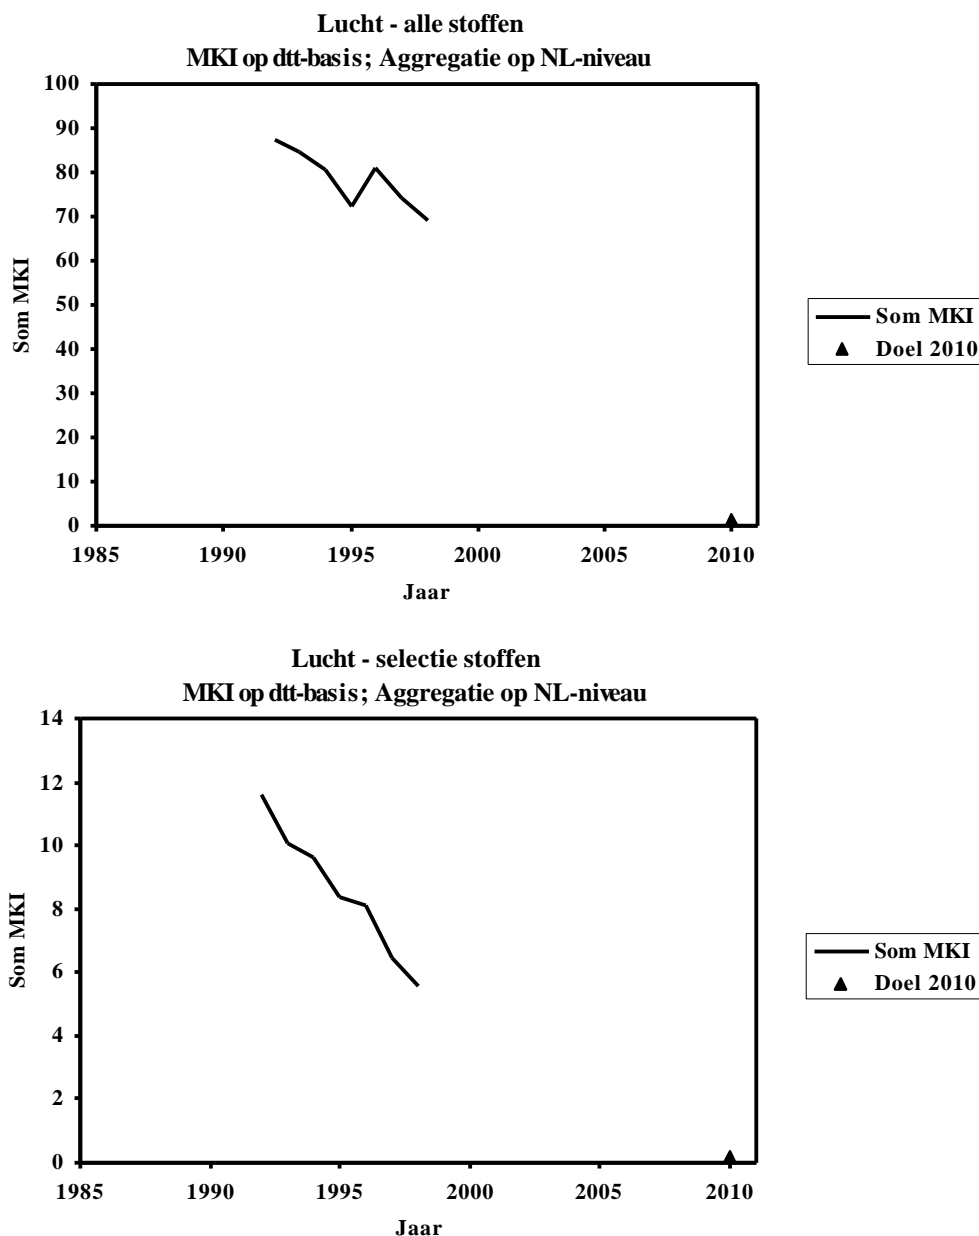 Lucht - alle stoffen
MKI op dtt-basis; Aggregatie op NL-niveau
100
90
80
70
60
50
40
30
20
10
0
Som MKI
1985 1990 1995 2000 2005 2010
Jaar
Som MKI
Doel 2010
Lucht - selectie stoffen
MKI op dtt-basis; Aggregatie op NL-niveau
14
12
10
8
6
4
2
0
Som MKI
1985 1990 1995 2000 2005 2010
Jaar
Som MKI
Doel 2010